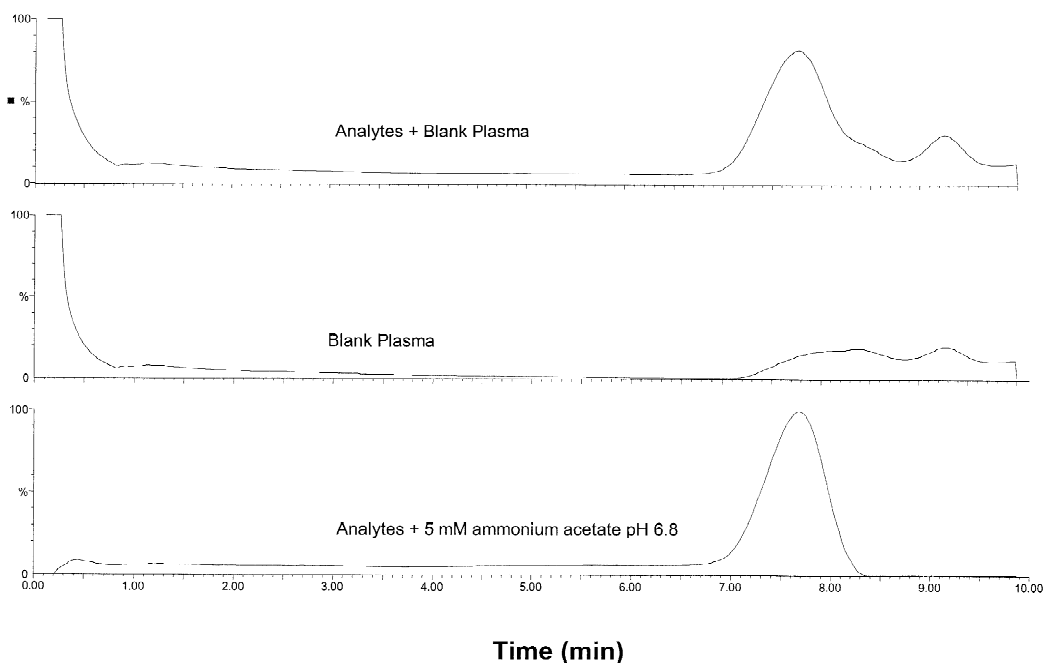 100
%
Analytes + Blank Plasma
0
100
%
Blank Plasma
0
100
%
Analytes + 5 mM ammonium acetate pH 6.8
0
0.00 1.00 2.00 3.00 4.00 5.00 6.00 7.00 8.00 9.00 10.00
Time (min)